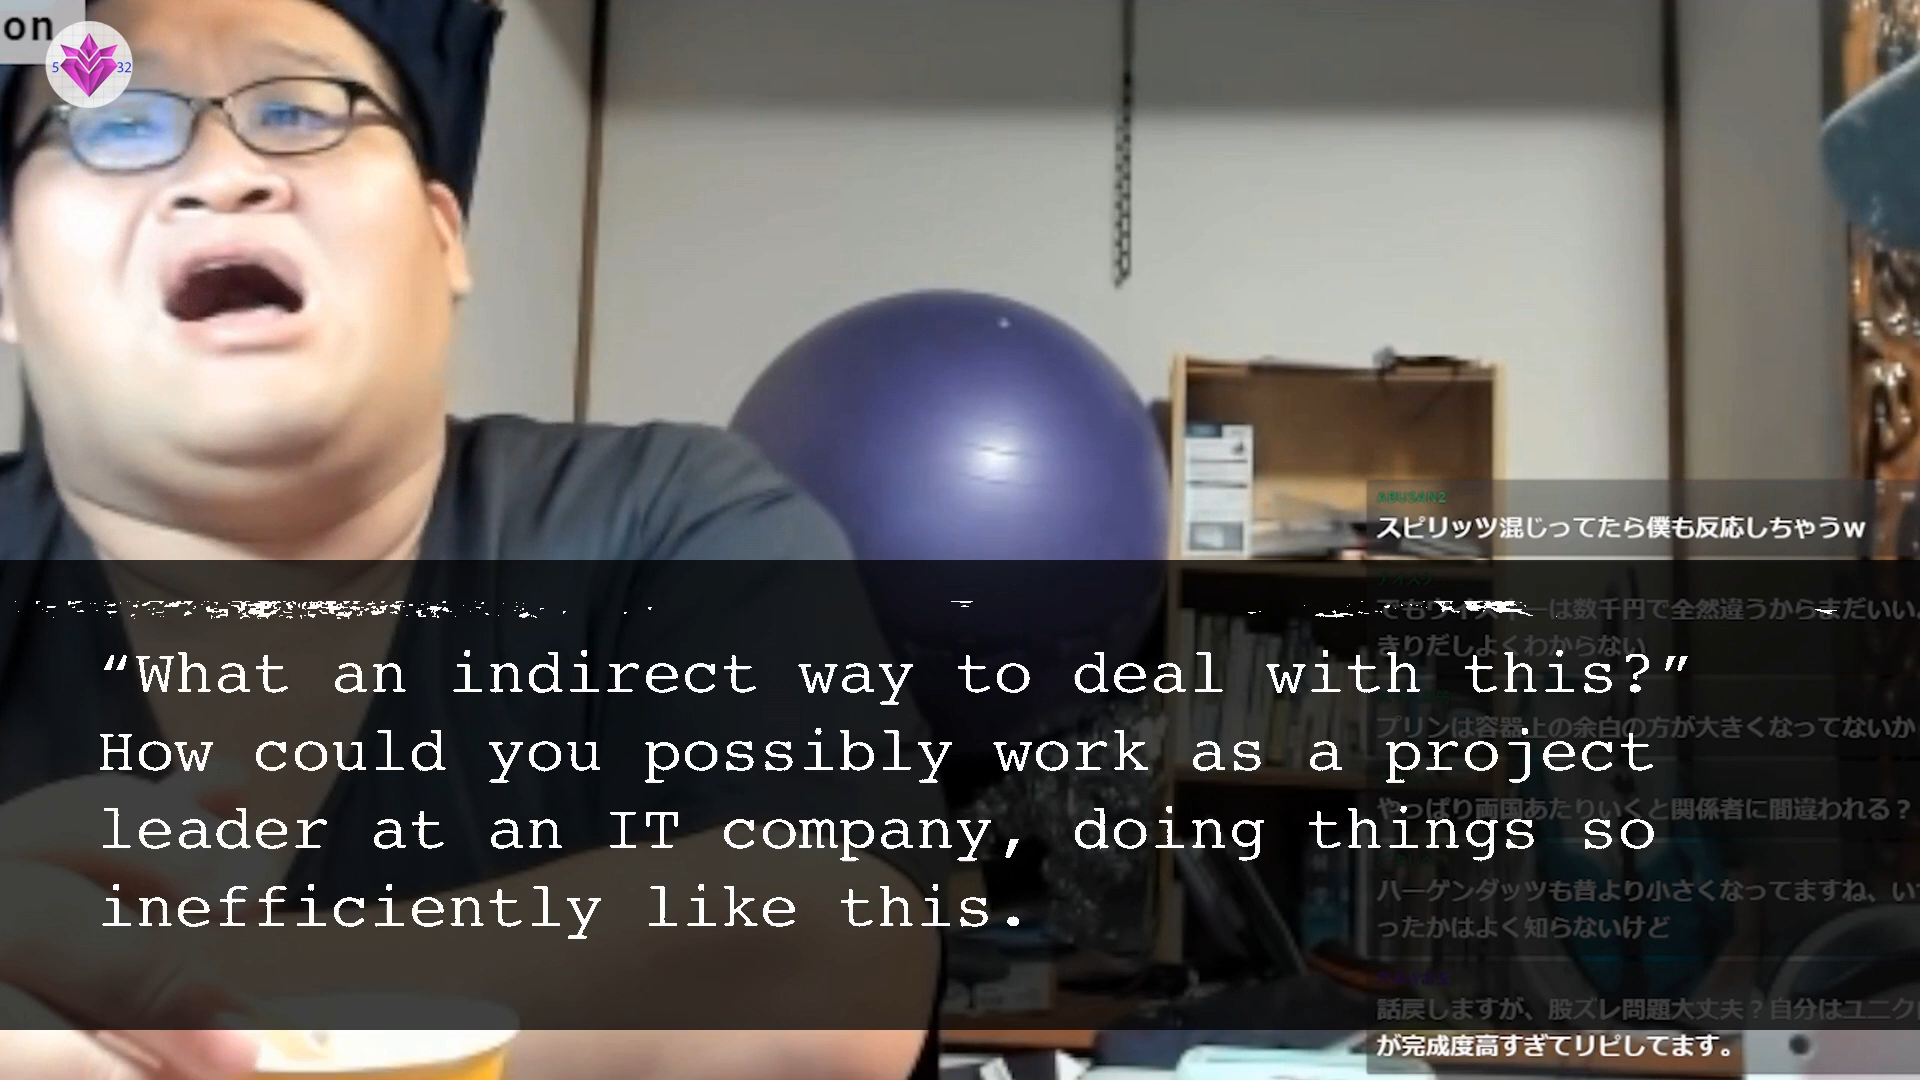 on
5 32
“What an indirect way to deal with this?”
How could you possibly work as a project
leader at an IT company, doing things so
inefficiently like this.
ABUSAN2
スピリッツ混じってたら僕も反応しちゃうw
は数千円で全然違うからまだいい
きりだしよくわからない
プリンは容器上の余白の方が大きくなってないか
やっぱり両国あたりいくと関係者に間違われる？
ハーゲンダッツも昔より小さくなってますね、い
ったかはよく知らないけど
話戻しますが、股ズレ問題大丈夫？自分はユニク
が完成度高すぎてリピしてます。